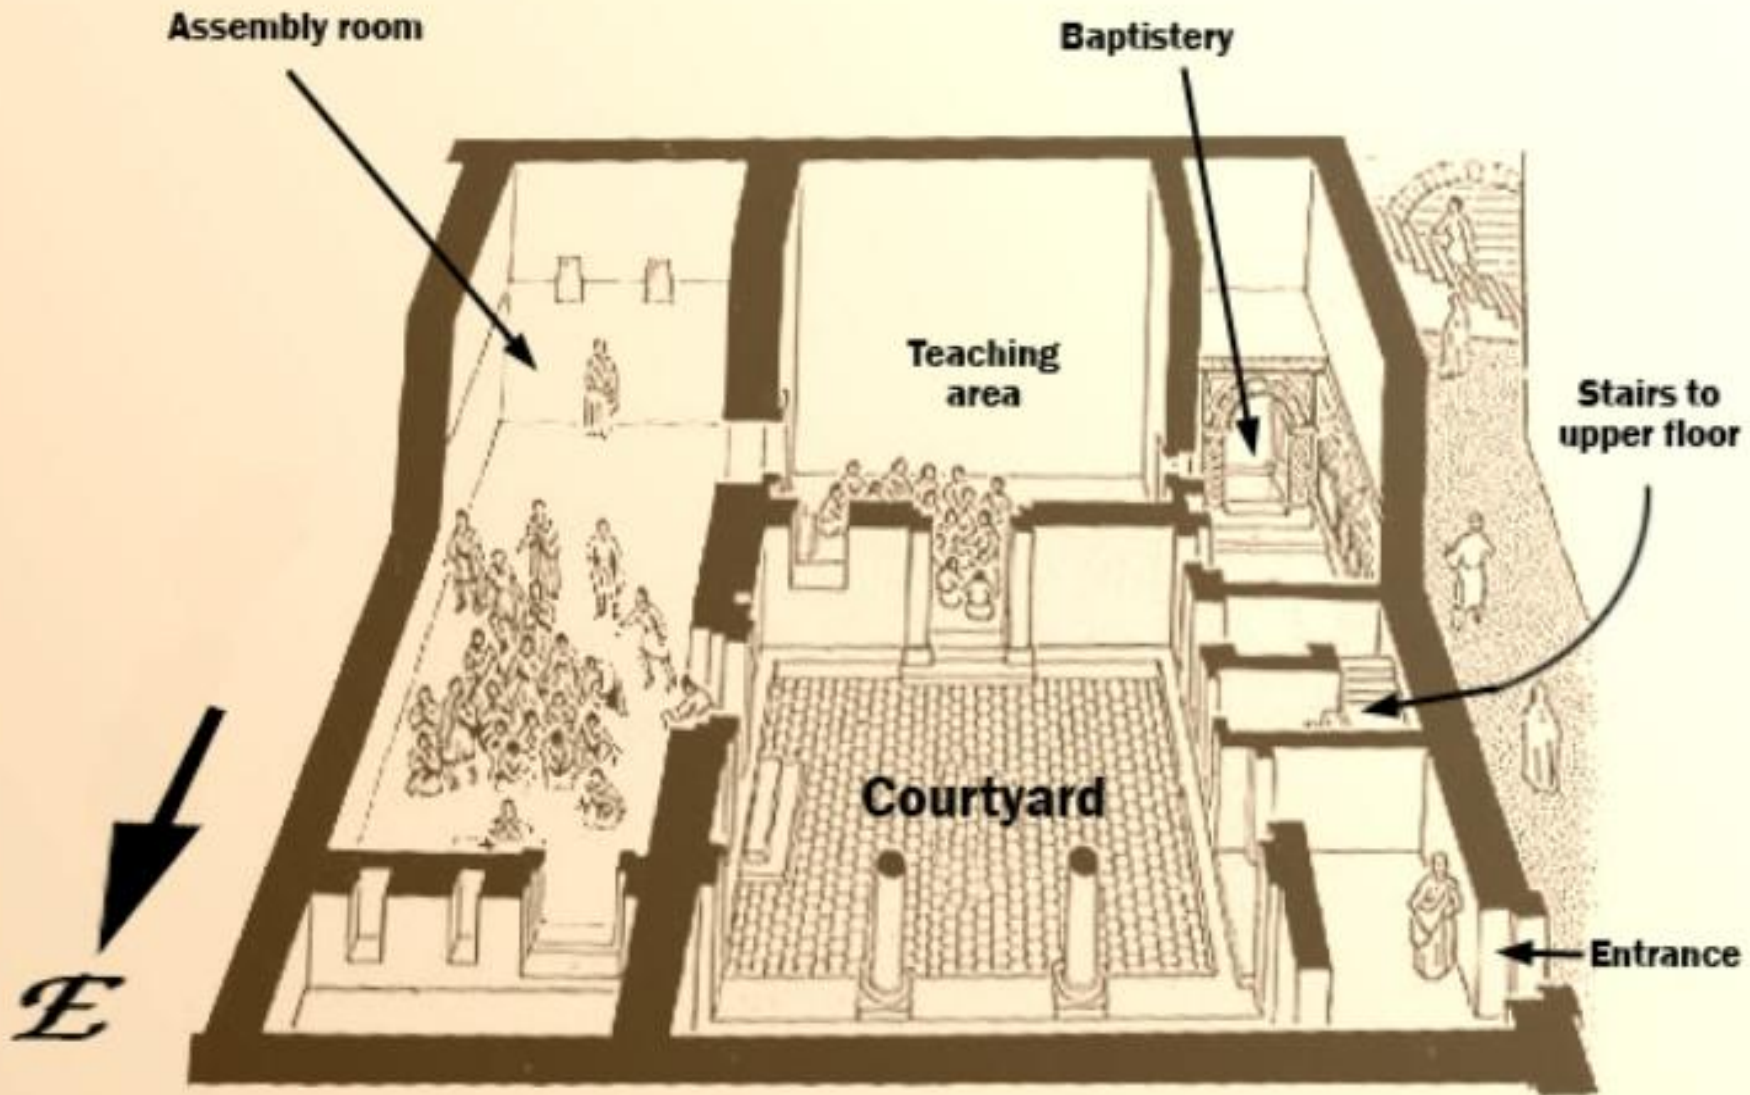 Assembly room
Baptistery
Teaching
area
Stairs to
upper floor
Courtyard
Entrance
E